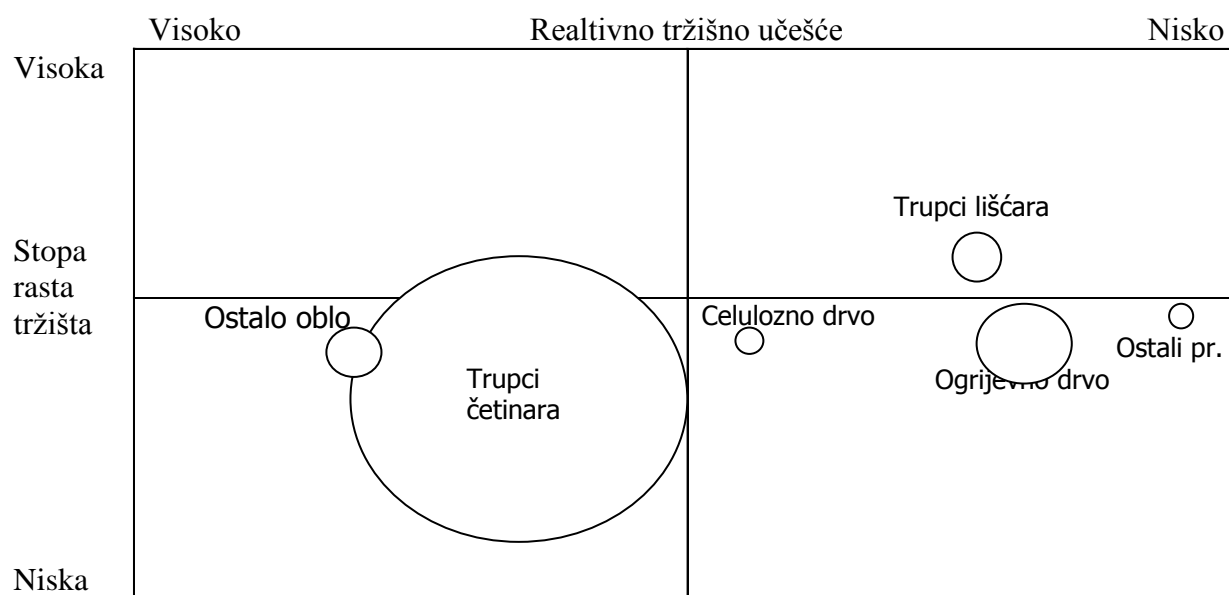 Visoko Realtivno tržišno učešće Nisko
Visoka
Trupci lišćara
Stopa
rasta
tržišta
Ostalo oblo
Celulozno drvo
Ostali pr.
Trupci
četinara
Ogrijevno drvo
Niska